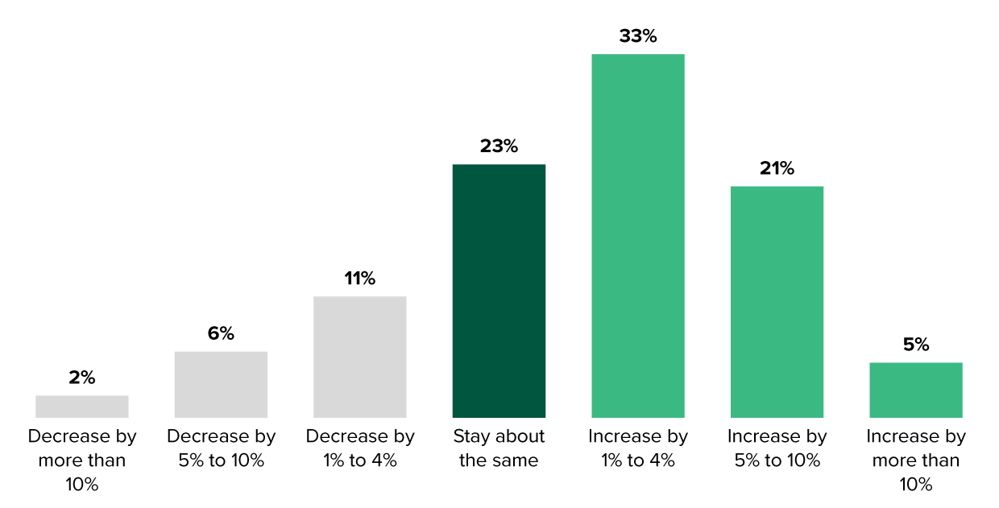 33%
23%
21%
11%
6%
5%
2%
Decrease by
more than
10%
Decrease by
5% to 10%
Decrease by
1% to 4%
Stay about
the same
Increase by
1% to 4%
Increase by
5% to 10%
Increase by
more than
10%